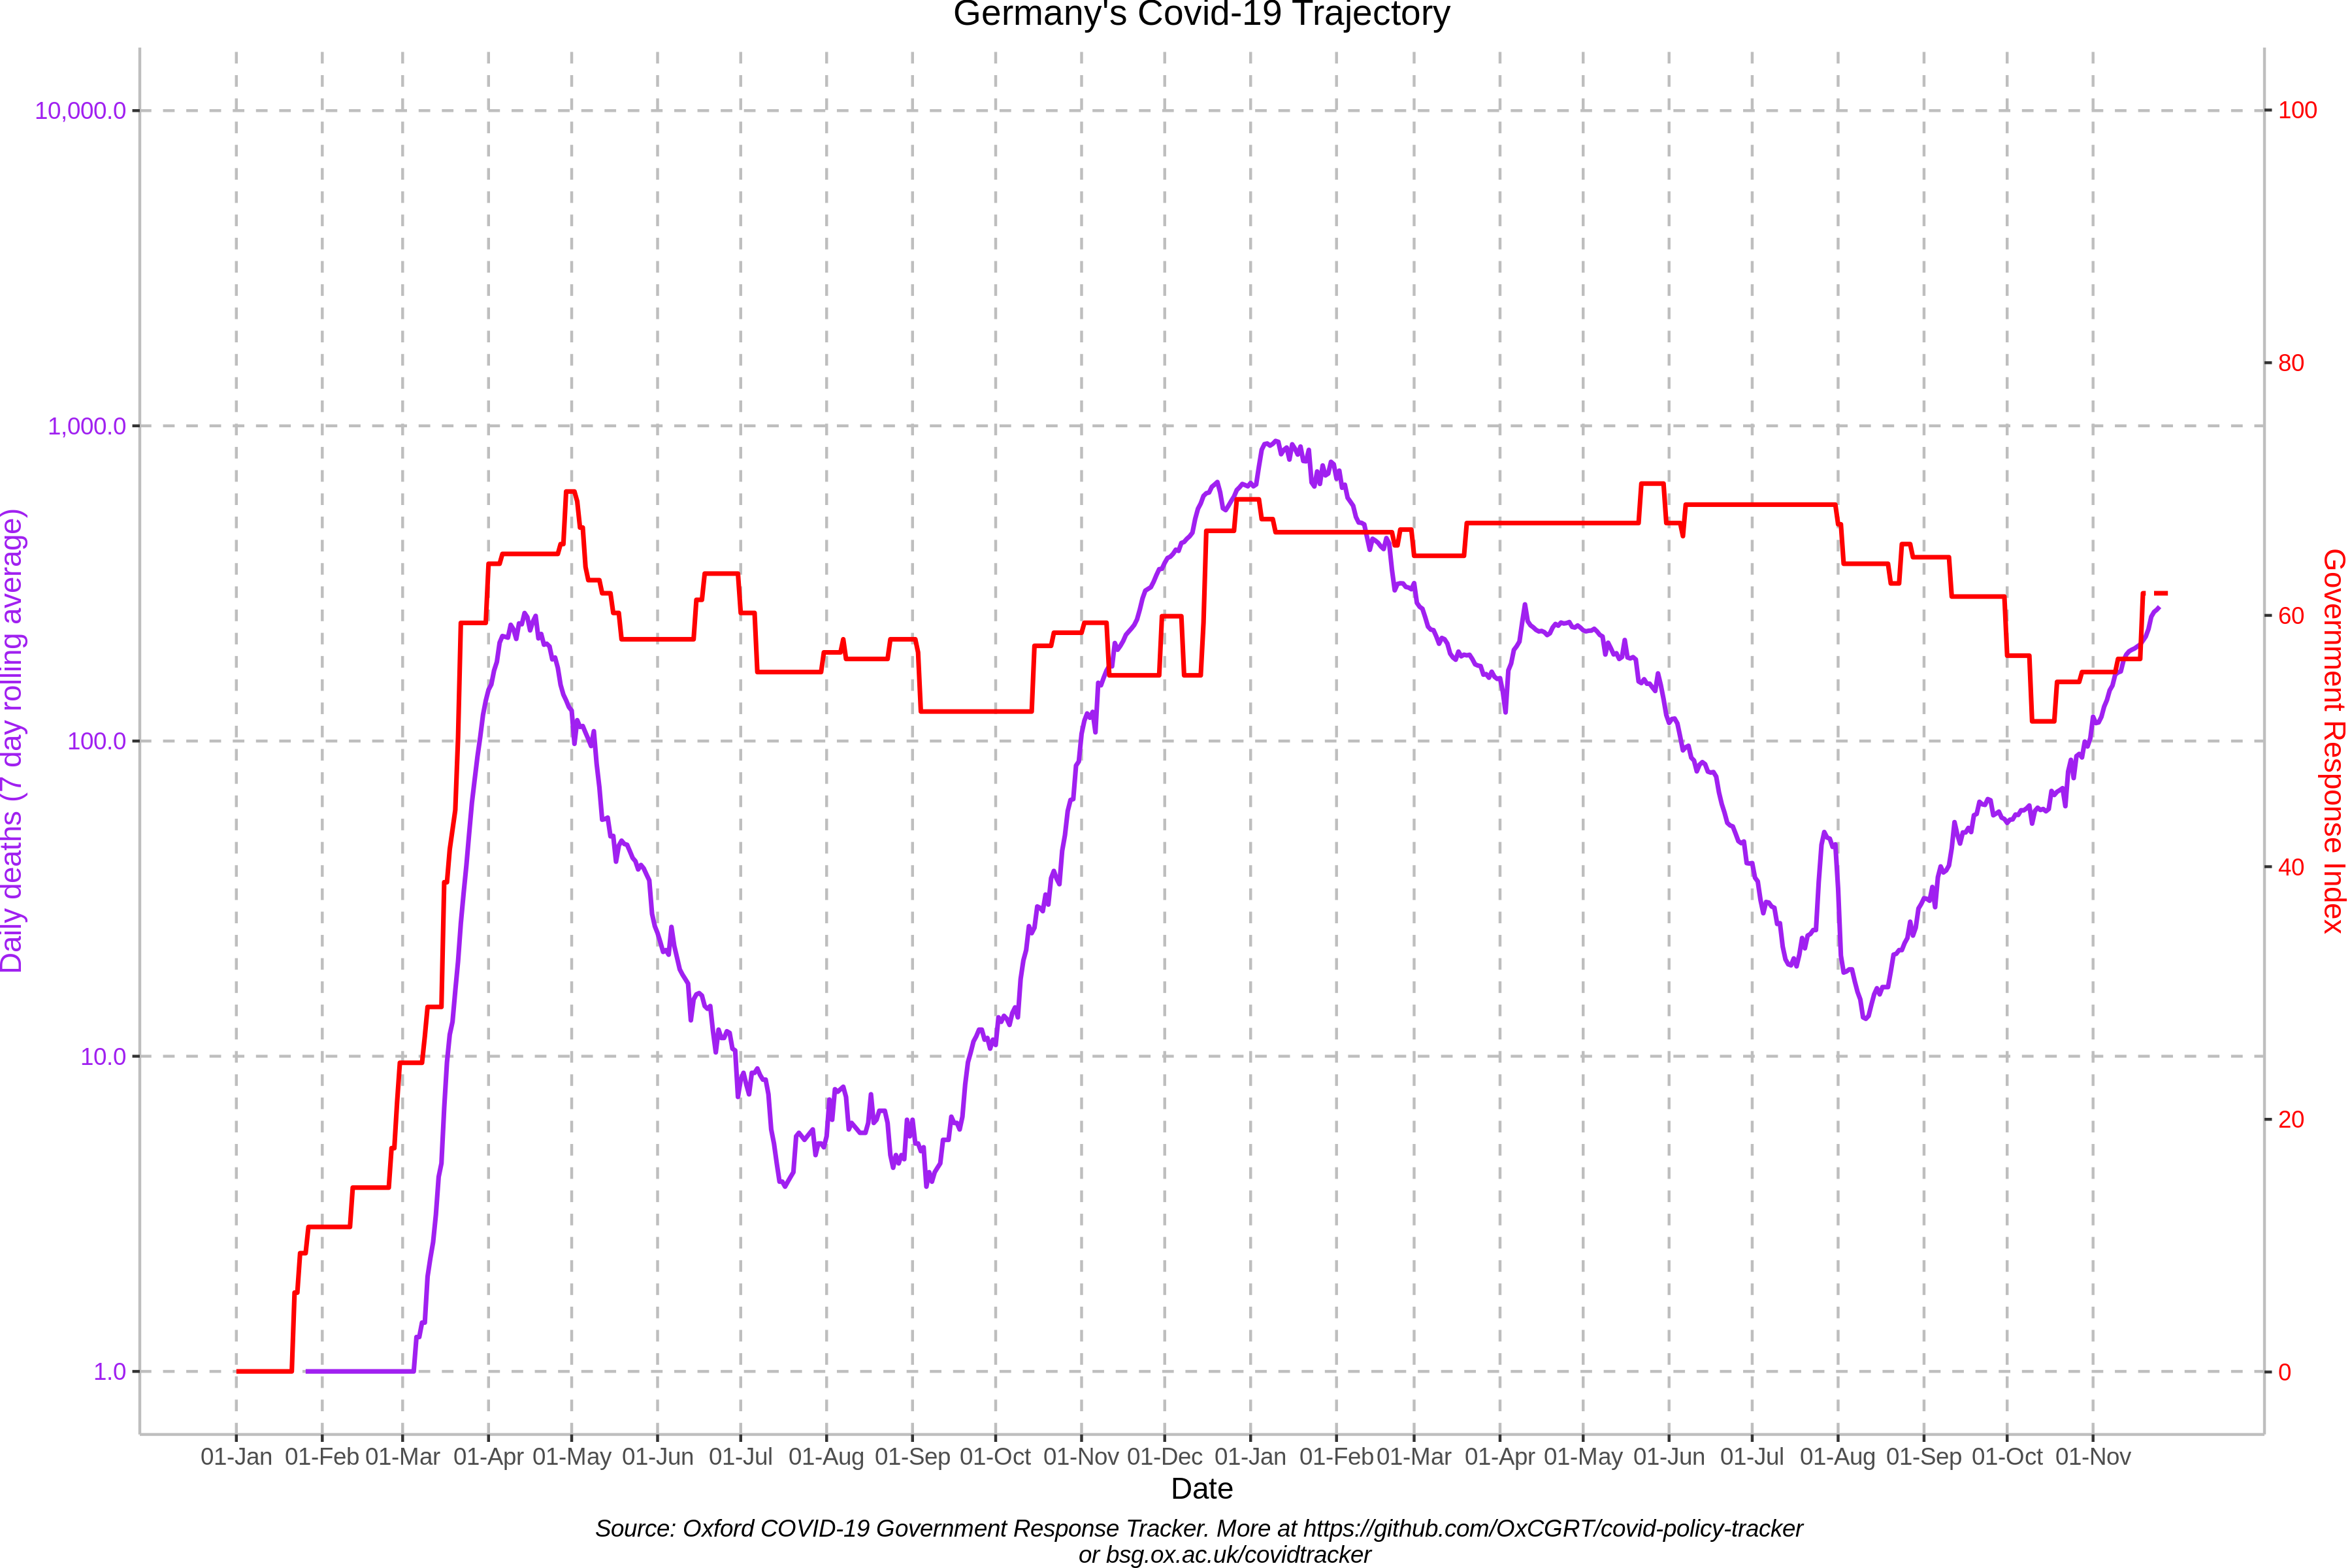 Germany's Covid-19 Trajectory
10,000.0
1,000.0
100.0
10.0
1.0
Daily deaths (7 day rolling average)
100
80
60
40
20
0
Government Response Index
01-Jan 01-Feb 01-Mar 01-Apr 01-May 01-Jun 01-Jul 01-Aug 01-Sep 01-Oct 01-Nov 01-Dec 01-Jan 01-Feb 01-Mar 01-Apr 01-May 01-Jun 01-Jul 01-Aug 01-Sep 01-Oct 01-Nov
Date
Source: Oxford COVID-19 Government Response Tracker. More at https://github.com/OxCGRT/covid-policy-tracker
or bsg.ox.ac.uk/covidtracker